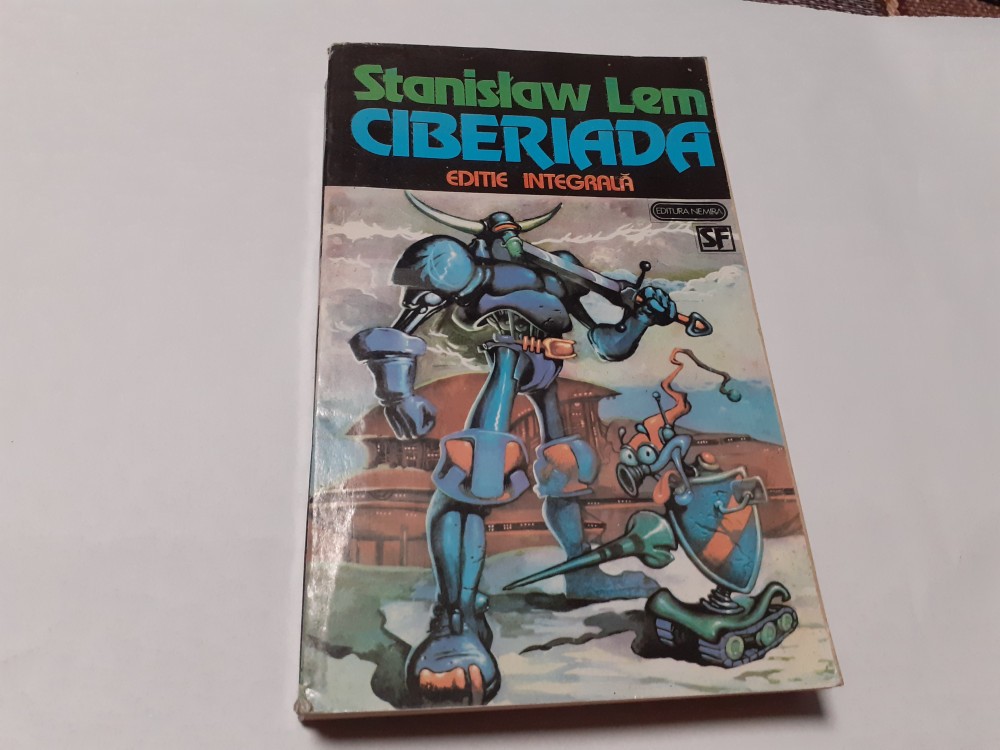 Stanisław Lem
CIBERIADA
EDITIE INTEGRALĂ
EDITURA NEMIRA
SF